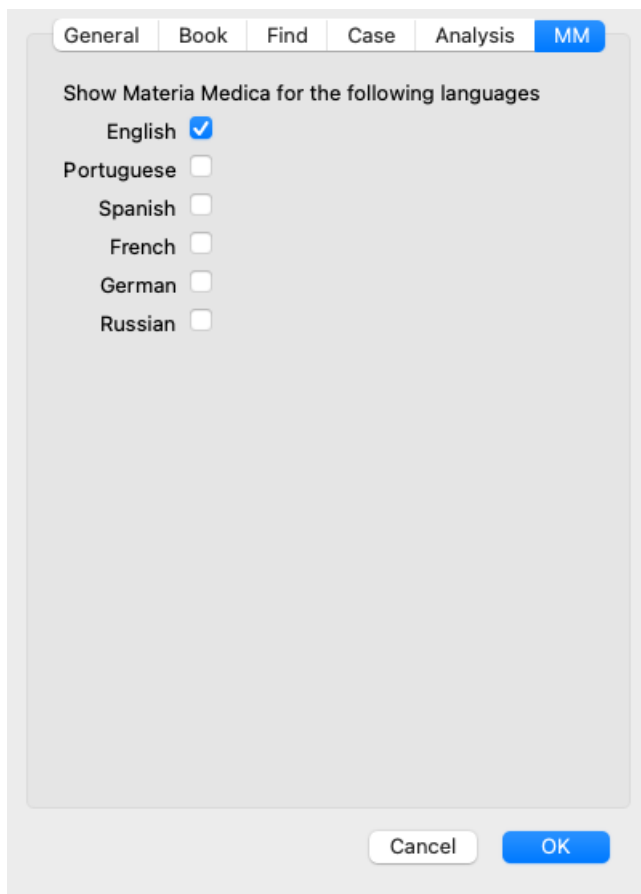 General Book Find Case Analysis MM
Show Materia Medica for the following languages
English
Portuguese
Spanish
French
German
Russian
Cancel OK